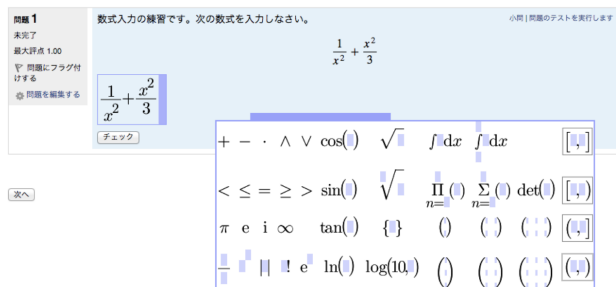 問題 1
未完了
最大評点 1.00
問題にフラグ付けする
問題を編集する
数式入力の練習です。次の数式を入力しなさい。
小問 | 問題のテストを実行します
1/x² + x²/3
1/x² + x²/3
チェック
次へ
+ − · ∧ ∨ cos( ) √ ∫ dx ∫ dx [ , ]
< ≤ = ≥ > sin( ) √ Π n= ( ) Σ n= ( ) det( ) [ , )
π e i ∞ tan( ) { } ( ) ( ) ( ) ( , ]
| | ! e ln( ) log(10, ) ( ) ( ) ( ) ( , )